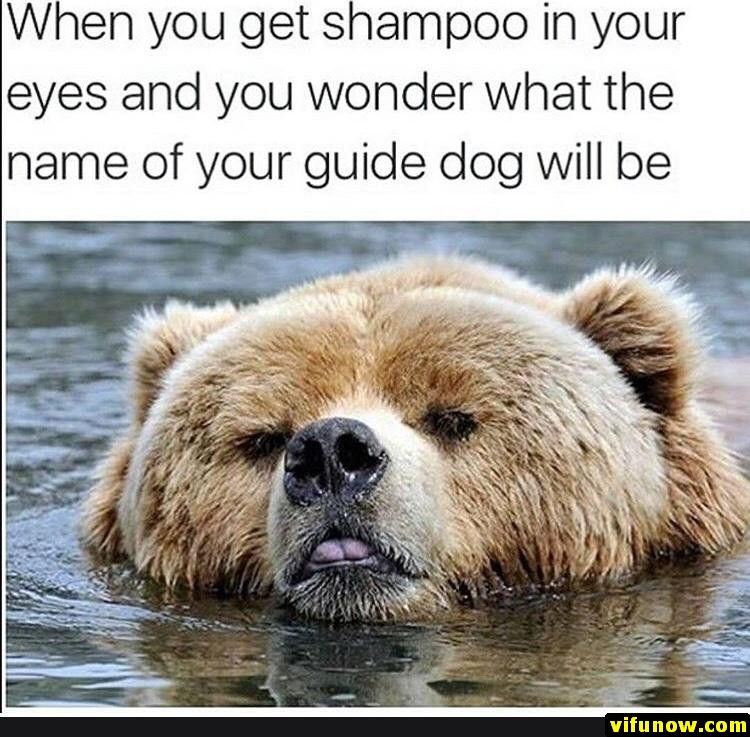 When you get shampoo in your
eyes and you wonder what the
name of your guide dog will be
vifunow.com